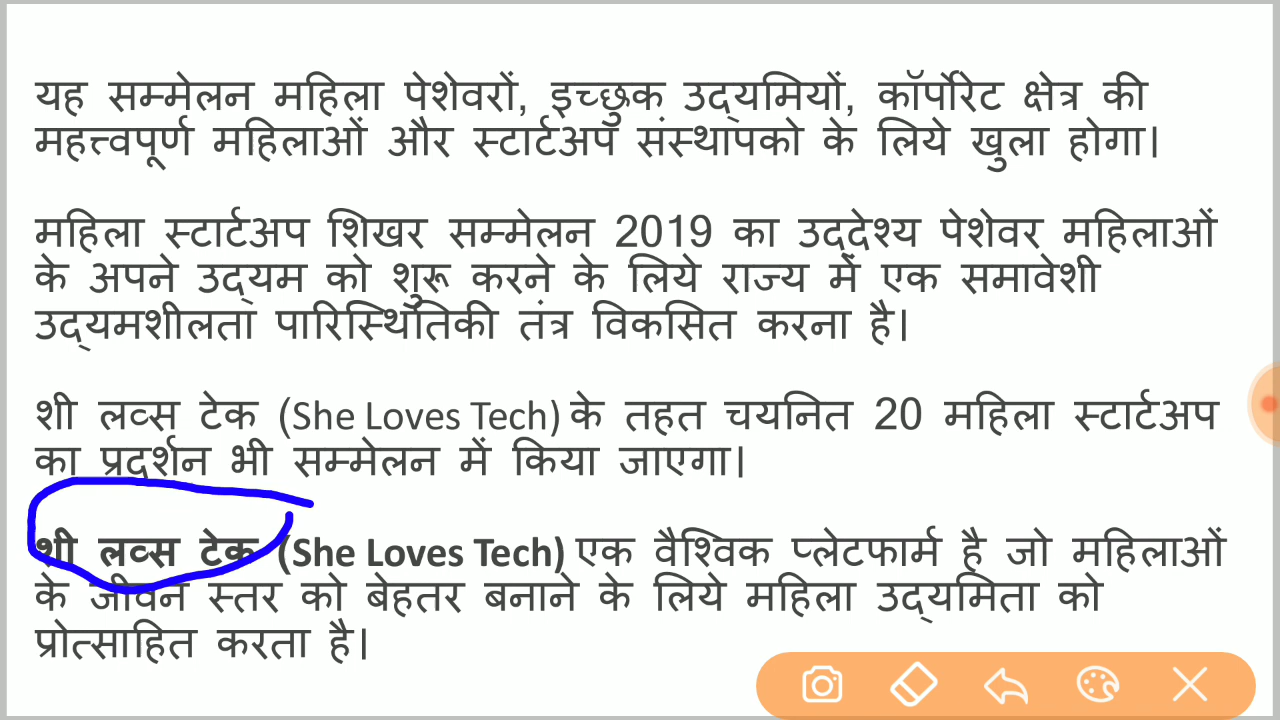 यह सम्मेलन महिला पेशेवरों, इच्छुक उद्यमियों, कॉर्पोरेट क्षेत्र की
महत्त्वपूर्ण महिलाओं और स्टार्टअप संस्थापको के लिये खुला होगा।
महिला स्टार्टअप शिखर सम्मेलन 2019 का उद्देश्य पेशेवर महिलाओं
के अपने उद्यम को शुरू करने के लिये राज्य में एक समावेशी
उद्यमशीलता पारिस्थितिकी तंत्र विकसित करना है।
शी लव्स टेक (She Loves Tech) के तहत चयनित 20 महिला स्टार्टअप
का प्रदर्शन भी सम्मेलन में किया जाएगा।
शी लव्स टेक (She Loves Tech) एक वैश्विक प्लेटफार्म है जो महिलाओं
के जीवन स्तर को बेहतर बनाने के लिये महिला उद्यमिता को
प्रोत्साहित करता है।